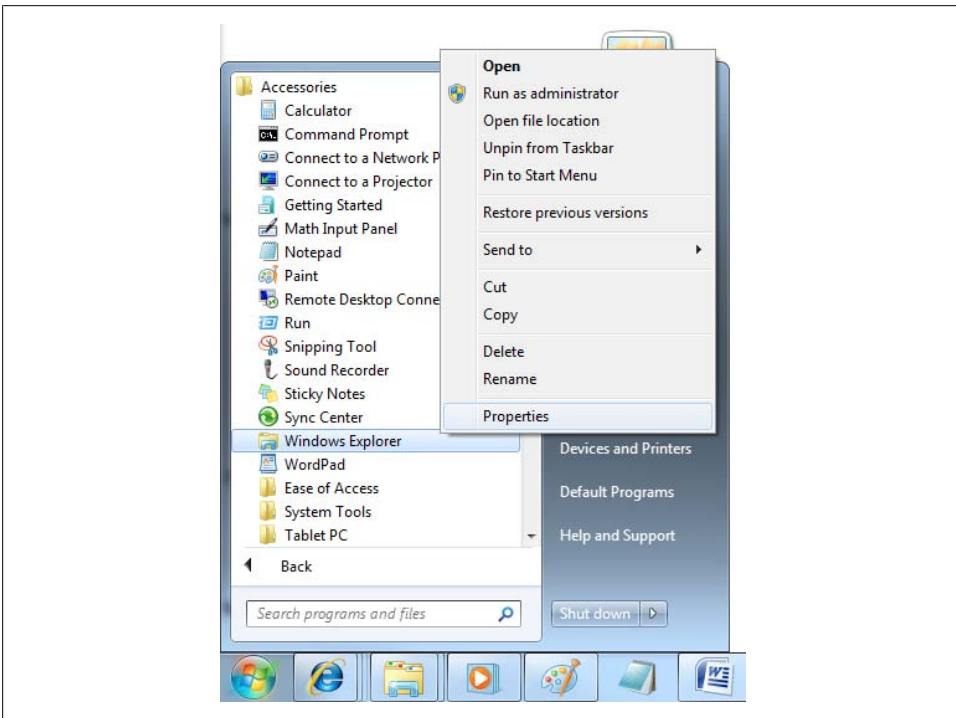 Accessories
Calculator
Command Prompt
Connect to a Network P
Connect to a Projector
Getting Started
Math Input Panel
Notepad
Paint
Remote Desktop Conne
Run
Snipping Tool
Sound Recorder
Sticky Notes
Sync Center
Windows Explorer
WordPad
Ease of Access
System Tools
Tablet PC
Back
Search programs and files
Open
Run as administrator
Open file location
Unpin from Taskbar
Pin to Start Menu
Restore previous versions
Send to
Cut
Copy
Delete
Rename
Properties
Devices and Printers
Default Programs
Help and Support
Shut down